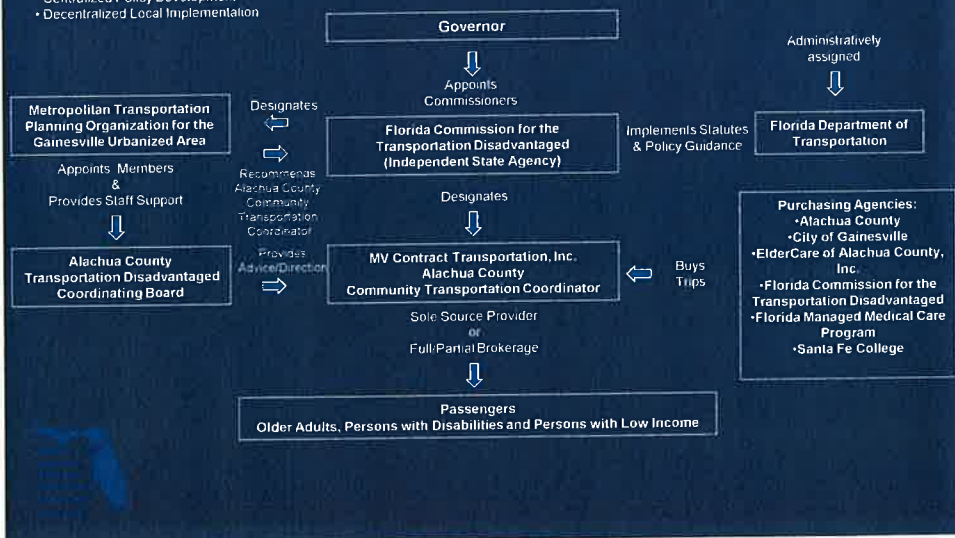 • Decentralized Local Implementation
Governor
Administratively
assigned
Appoints
Commissioners
Metropolitan Transportation
Planning Organization for the
Gainesville Urbanized Area
Designates
Florida Commission for the
Transportation Disadvantaged
(Independent State Agency)
Implements Statutes
& Policy Guidance
Florida Department of
Transportation
Recommends
Alachua County
Community
Transportation
Coordinator
Appoints Members
&
Provides Staff Support
Designates
Purchasing Agencies:
•Alachua County
•City of Gainesville
•ElderCare of Alachua County,
Inc.
•Florida Commission for the
Transportation Disadvantaged
•Florida Managed Medical Care
Program
•Santa Fe College
Alachua County
Transportation Disadvantaged
Coordinating Board
Provides
Advice/Direction
MV Contract Transportation, Inc.
Alachua County
Community Transportation Coordinator
Buys
Trips
Sole Source Provider
or
Full/Partial Brokerage
Passengers
Older Adults, Persons with Disabilities and Persons with Low Income